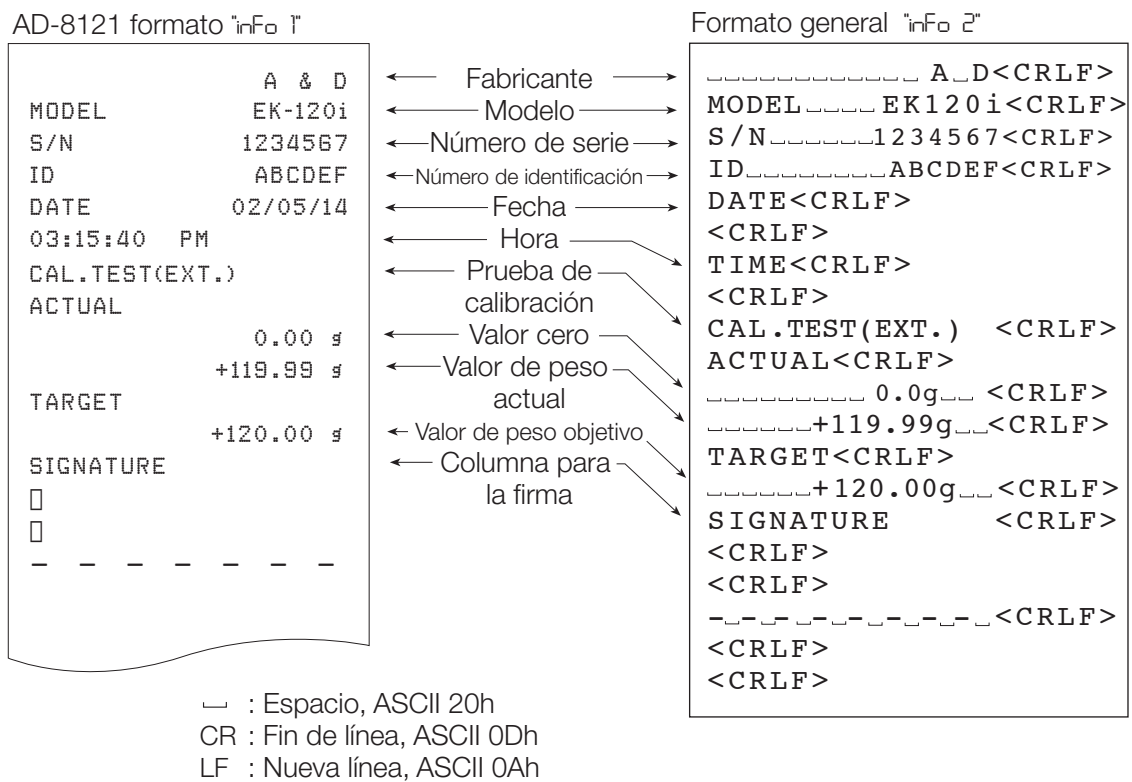 AD-8121 formato "inFo 1"
A & D
MODEL EK-120i
S/N 1234567
ID ABCDEF
DATE 02/05/14
03:15:40 PM
CAL.TEST(EXT.)
ACTUAL
0.00 g
+119.99 g
TARGET
+120.00 g
SIGNATURE
- - - - - - -
Fabricante
Modelo
Número de serie
Número de identificación
Fecha
Hora
Prueba de
calibración
Valor cero
Valor de peso
actual
Valor de peso objetivo
Columna para
la firma
Formato general "inFo 2"
␣␣␣␣␣␣␣␣␣␣␣␣ A␣D<CRLF>
MODEL␣␣␣␣EK120i<CRLF>
S/N␣␣␣␣␣␣1234567<CRLF>
ID␣␣␣␣␣␣␣␣ABCDEF<CRLF>
DATE<CRLF>
<CRLF>
TIME<CRLF>
<CRLF>
CAL.TEST(EXT.) <CRLF>
ACTUAL<CRLF>
␣␣␣␣␣␣␣␣␣ 0.0g␣␣ <CRLF>
␣␣␣␣␣␣+119.99g␣␣<CRLF>
TARGET<CRLF>
␣␣␣␣␣␣+120.00g␣␣<CRLF>
SIGNATURE <CRLF>
<CRLF>
<CRLF>
-␣-␣-␣-␣-␣-␣-␣-␣<CRLF>
<CRLF>
<CRLF>
␣ : Espacio, ASCII 20h
CR : Fin de línea, ASCII 0Dh
LF : Nueva línea, ASCII 0Ah